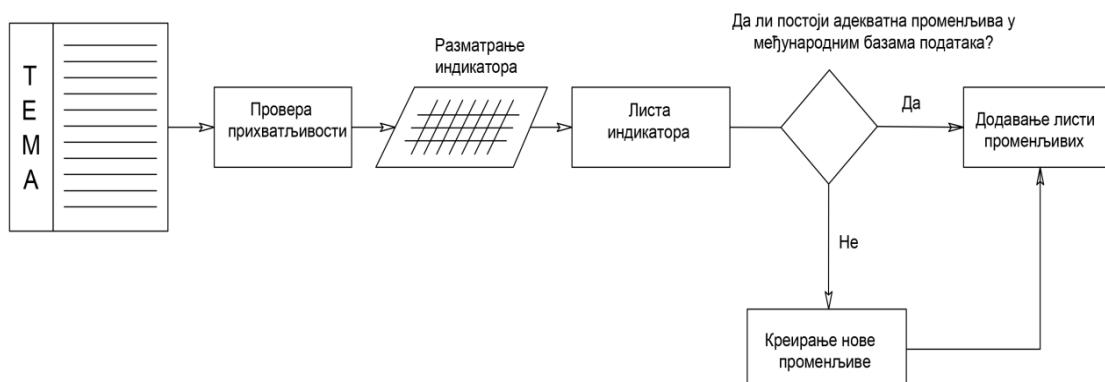 ТЕМА
Провера
прихватљивости
Разматрање
индикатора
Листа
индикатора
Да ли постоји адекватна променљива у
међународним базама података?
Да
Додавање листи
променљивих
Не
Креирање нове
променљиве